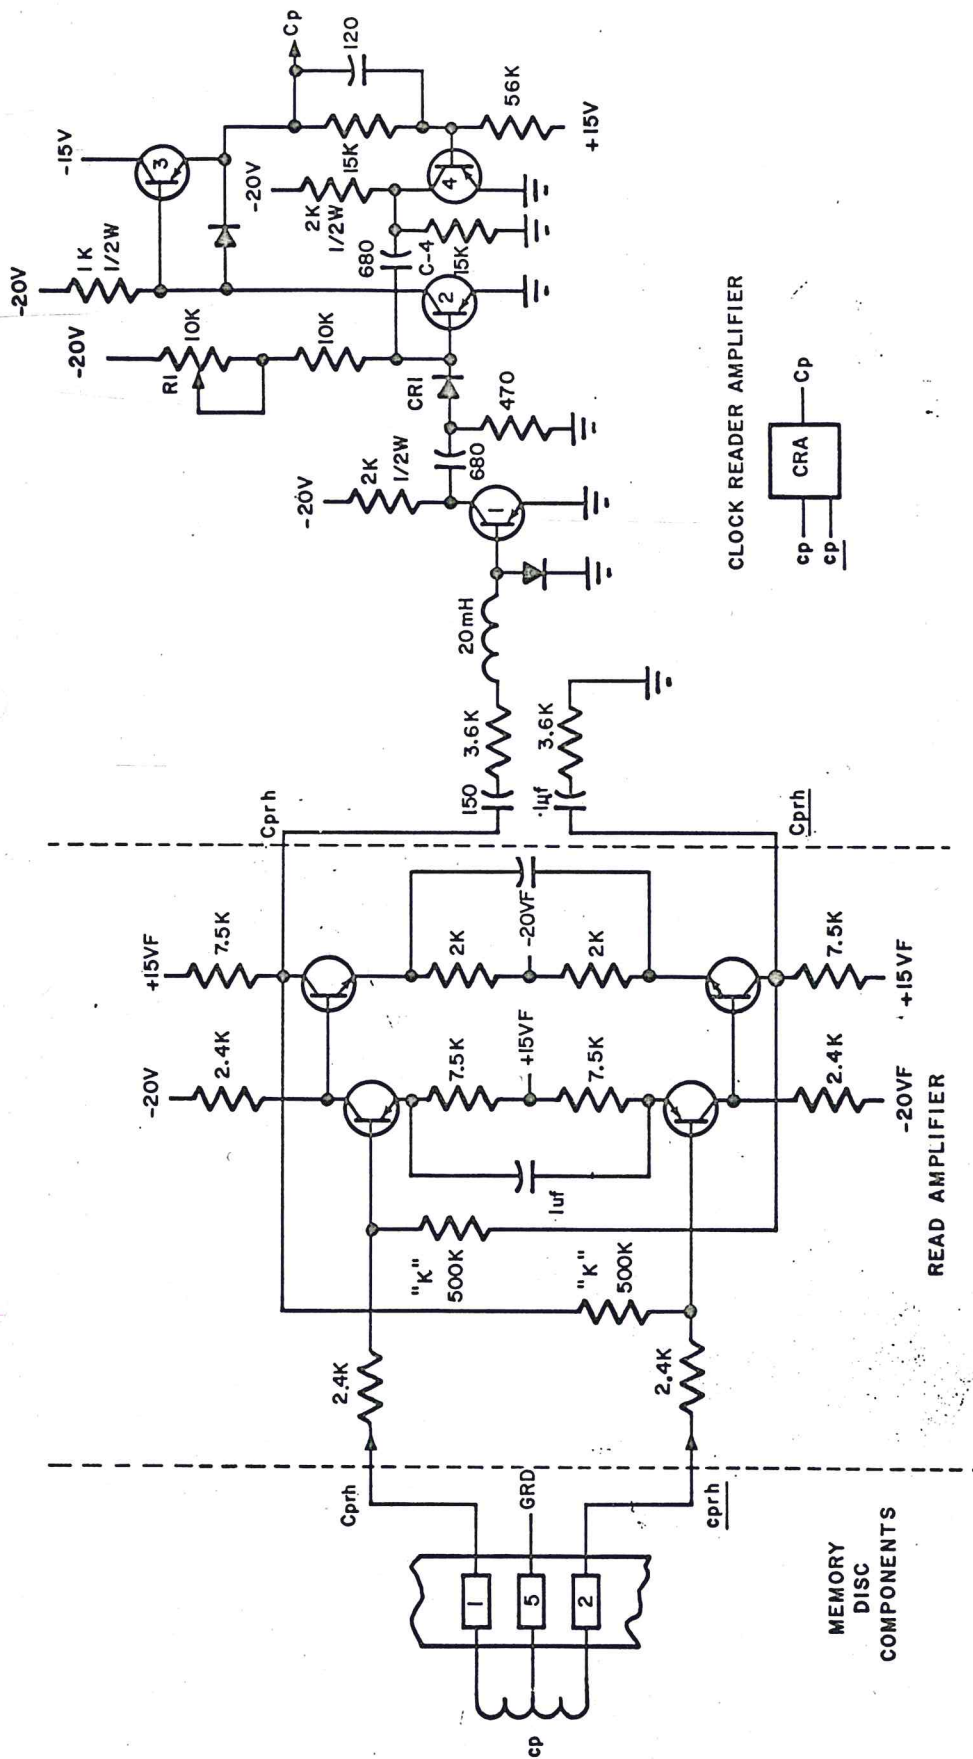 cp
1
5
2
Cprh
GRD
cprh
MEMORY
DISC
COMPONENTS
2.4K
2.4K
"K"
500K
"K"
500K
1uf
-20V
2.4K
7.5K
+15VF
7.5K
2.4K
-20VF
+15VF
7.5K
2K
-20VF
2K
7.5K
+15VF
READ AMPLIFIER
Cprh
Cprh
150
3.6K
20mH
.1µf
3.6K
-20V
2K
1/2W
1
680
470
CR1
-20V
R1
10K
10K
-20V
1K
1/2W
2
680
C-4
15K
-15V
3
-20V
2K
1/2W
4
15K
120
Cp
56K
+15V
CLOCK READER AMPLIFIER
cp
cp
CRA
Cp